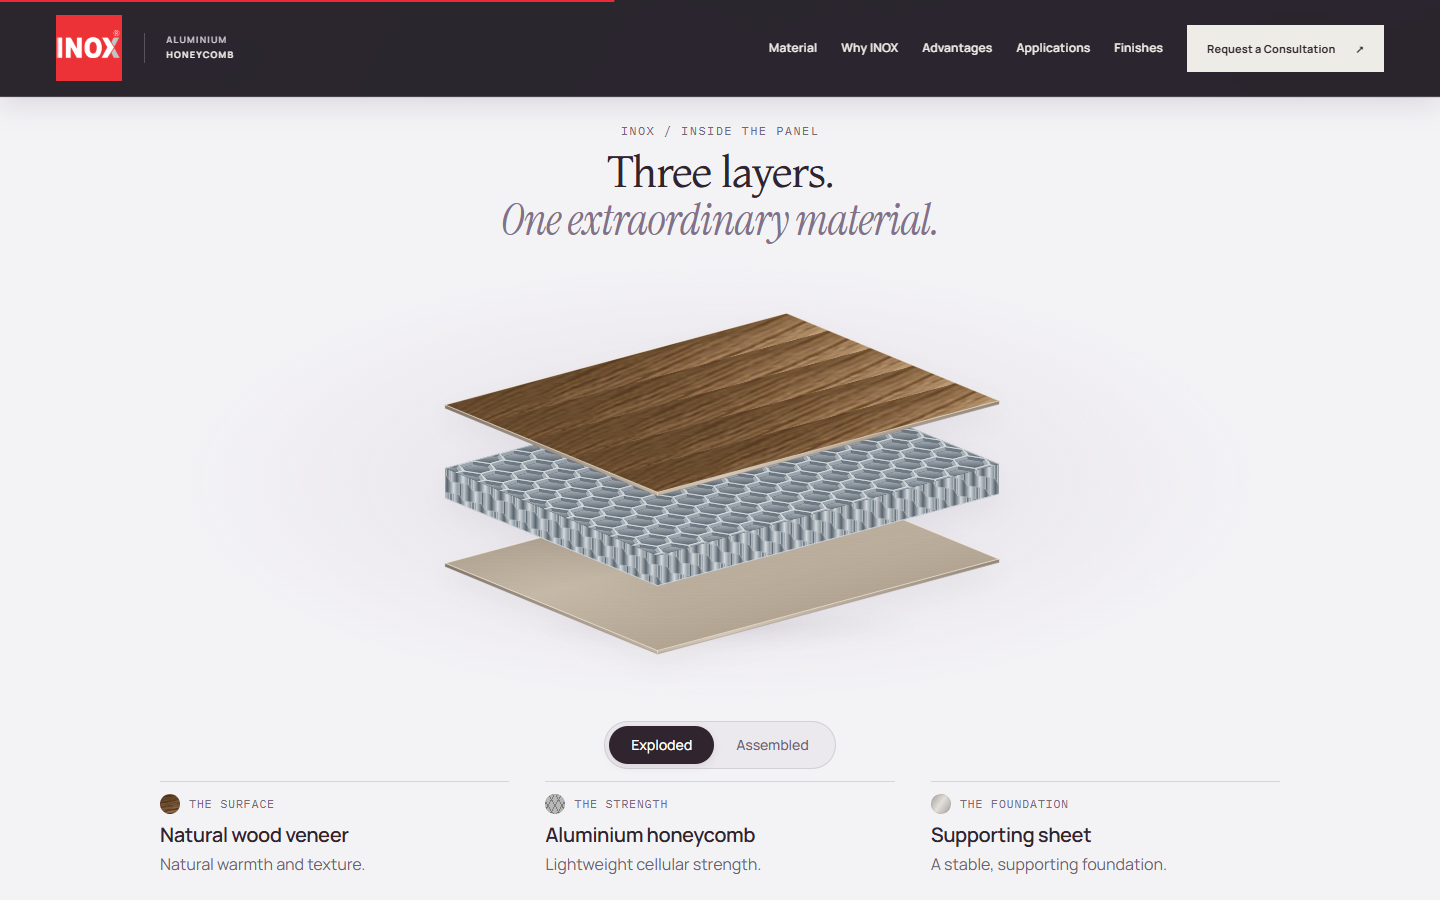 INOX®
ALUMINIUM
HONEYCOMB
Material Why INOX Advantages Applications Finishes Request a Consultation ↗
INOX / INSIDE THE PANEL
Three layers.
One extraordinary material.
Exploded Assembled
THE SURFACE
Natural wood veneer
Natural warmth and texture.
THE STRENGTH
Aluminium honeycomb
Lightweight cellular strength.
THE FOUNDATION
Supporting sheet
A stable, supporting foundation.